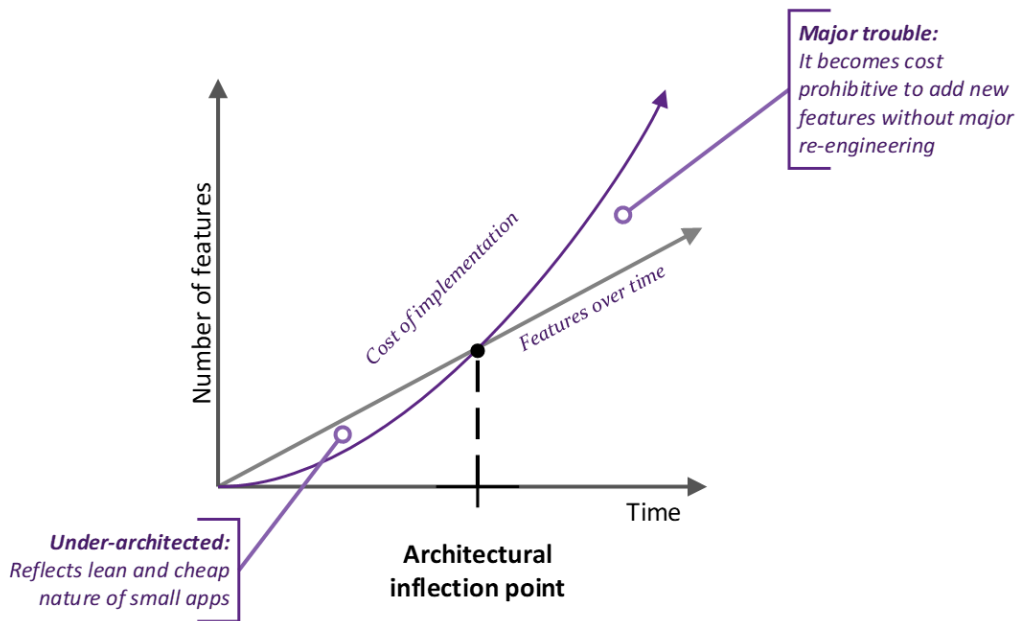 Major trouble:
It becomes cost
prohibitive to add new
features without major
re-engineering
Number of features
Cost of implementation
Features over time
Time
Under-architected:
Reflects lean and cheap
nature of small apps
Architectural
inflection point